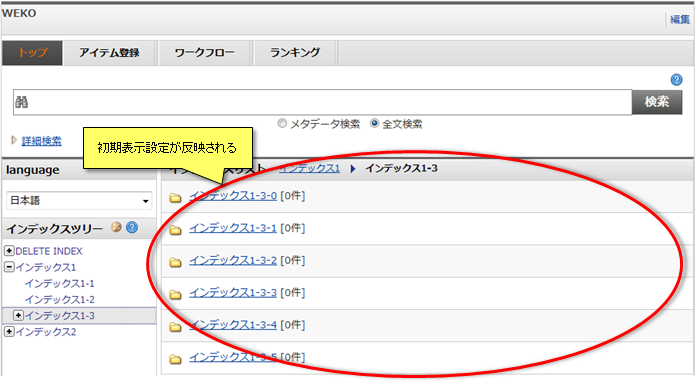 WEKO
編集
トップ アイテム登録 ワークフロー ランキング
検索
メタデータ検索 全文検索
詳細検索
初期表示設定が反映される
language
日本語
インデックスツリー
DELETE INDEX
インデックス1
インデックス1-1
インデックス1-2
インデックス1-3
インデックス2
インデックス1 インデックス1-3
インデックス1-3-0 [0件]
インデックス1-3-1 [0件]
インデックス1-3-2 [0件]
インデックス1-3-3 [0件]
インデックス1-3-4 [0件]
インデックス1-3-5 [0件]